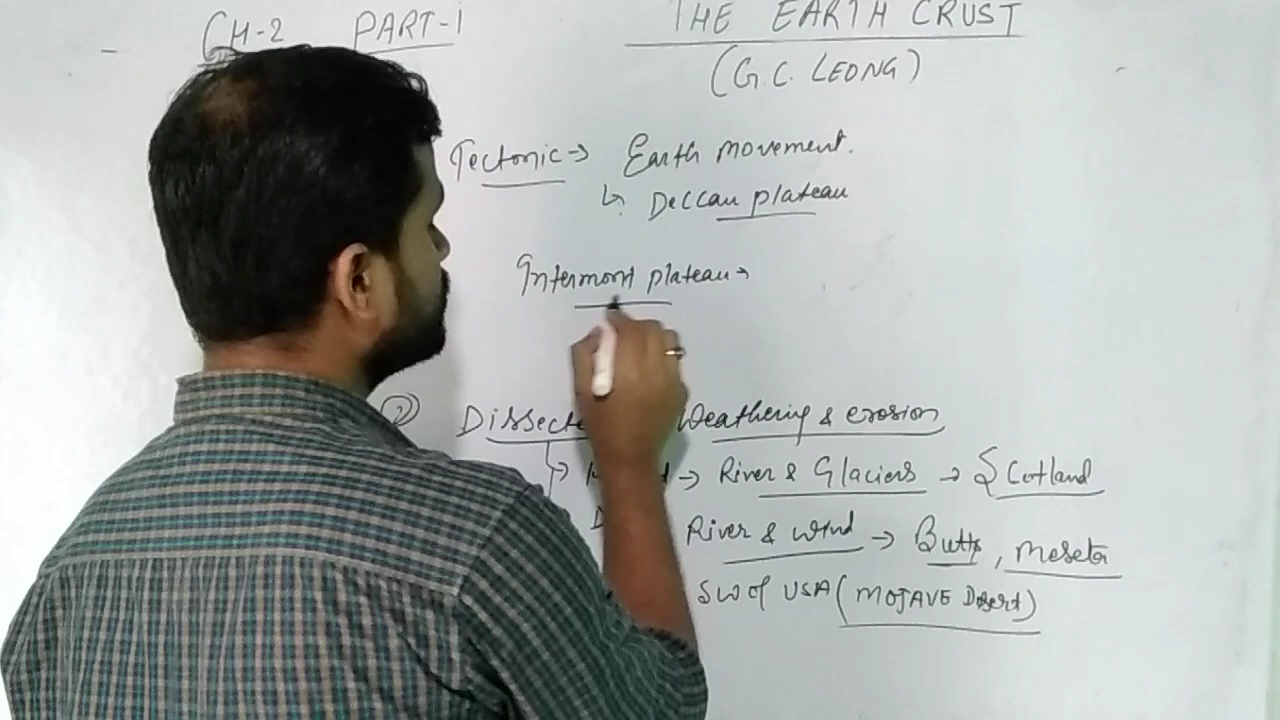 CH-2 PART-1 THE EARTH CRUST
(G.C. LEONG)
Tectonic → Earth movement.
↳ Deccan plateau
Intermont plateau →
② Dissecte Weathering & erosion
→ River & Glaciers → Scotland
River & wind → Butts, Meseta
SW of USA (MOJAVE Desert)